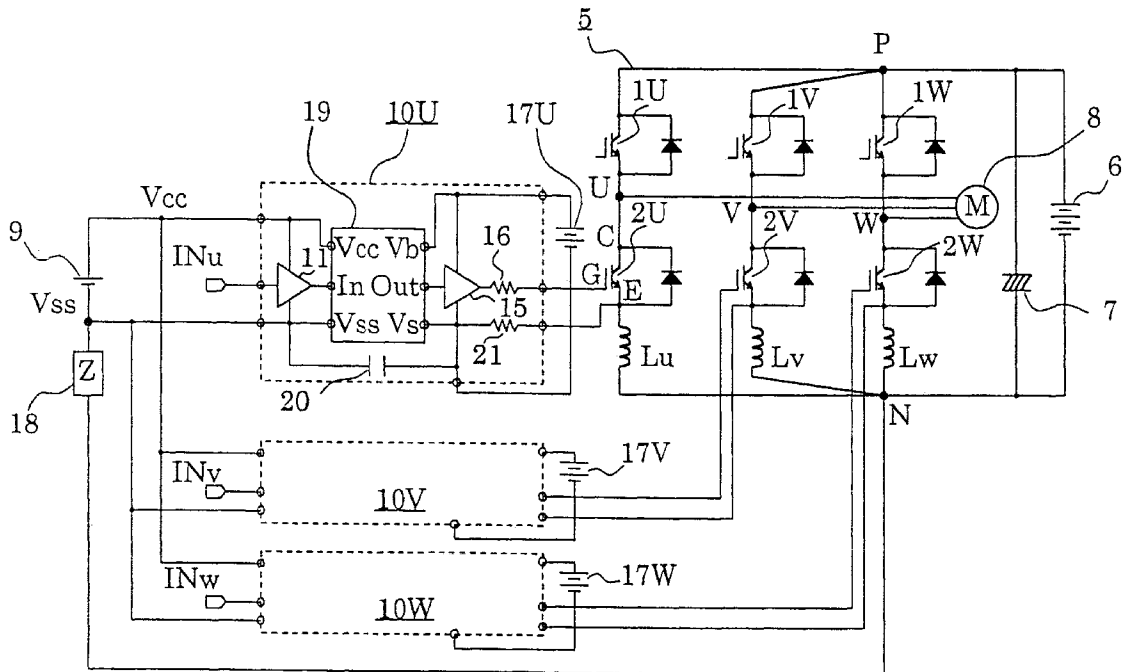 5
P
1U
1V
1W
8
19
10U
17U
6
U
M
Vcc
V
W
C
2U
2V
2W
9
16
Vcc Vb
INu
11
In Out
G
E
Vss
15
7
Vss Vs
Lu
Lv
Lw
Z
21
18
20
N
INv
17V
10V
INw
17W
10W